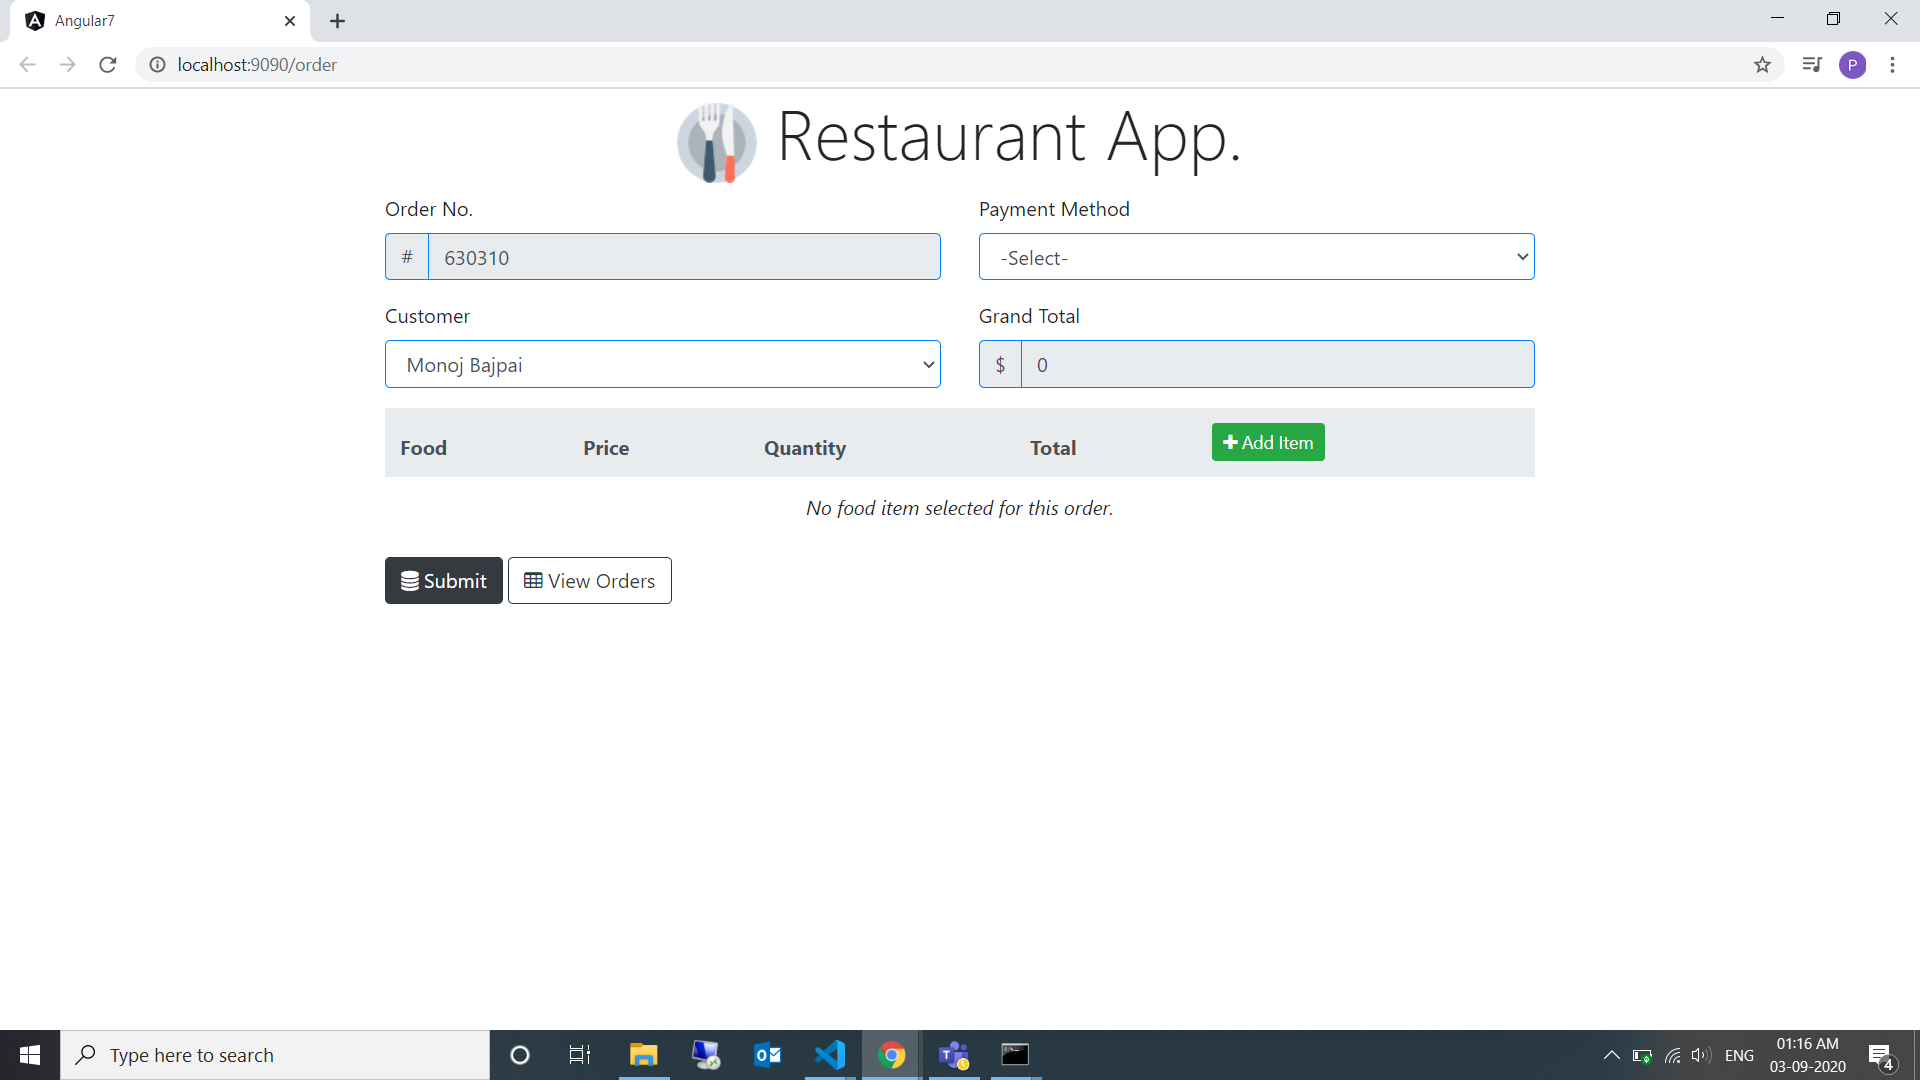 Angular7
localhost:9090/order
P
Restaurant App.
Order No.
Payment Method
# 630310
-Select-
Customer
Grand Total
Monoj Bajpai
$ 0
Food Price Quantity Total Add Item
No food item selected for this order.
Submit View Orders
Type here to search
ENG
01:16 AM
03-09-2020
4